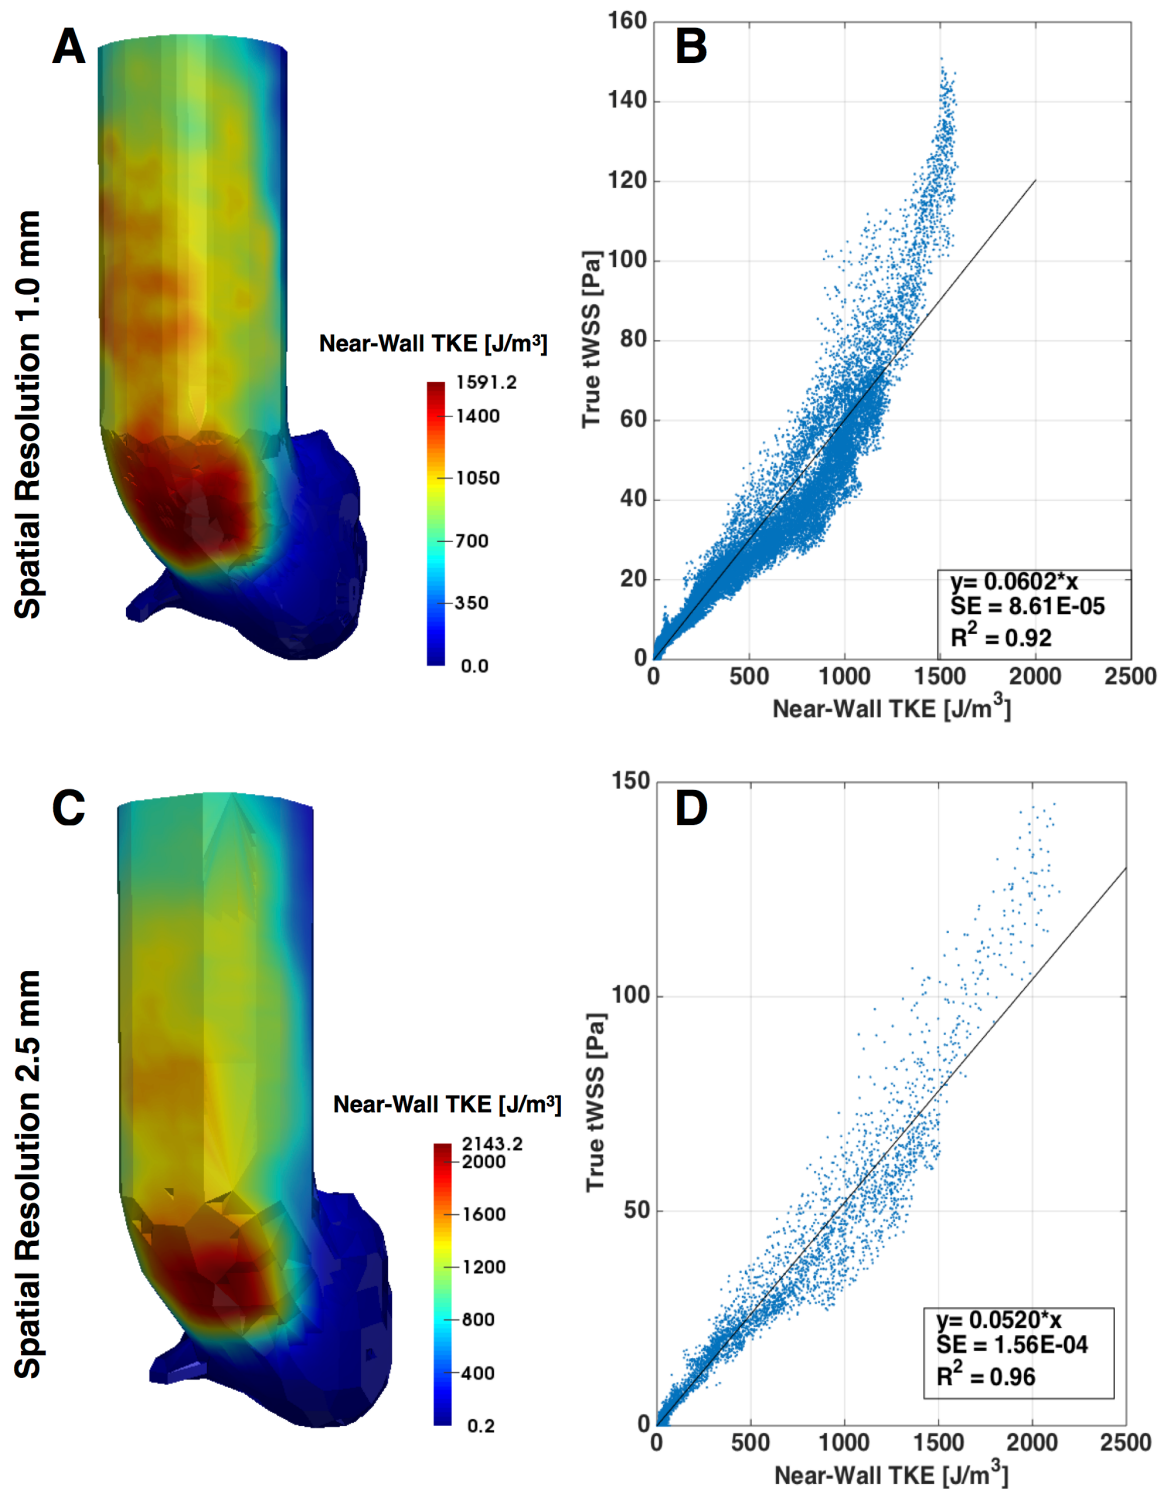 A
Spatial Resolution 1.0 mm
Near-Wall TKE [J/m³]
1591.2
1400
1050
700
350
0.0
B
True tWSS [Pa]
160
140
120
100
80
60
40
20
0
y= 0.0602*x
SE = 8.61E-05
R² = 0.92
0 500 1000 1500 2000 2500
Near-Wall TKE [J/m³]
C
Spatial Resolution 2.5 mm
Near-Wall TKE [J/m³]
2143.2
2000
1600
1200
800
400
0.2
D
True tWSS [Pa]
150
100
50
0
y= 0.0520*x
SE = 1.56E-04
R² = 0.96
0 500 1000 1500 2000 2500
Near-Wall TKE [J/m³]